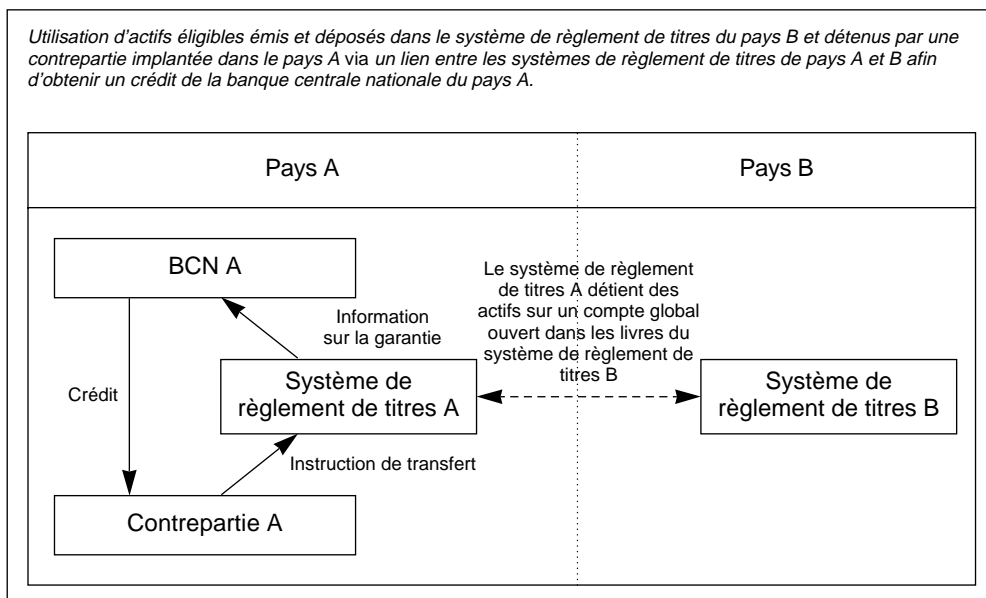 Utilisation d'actifs éligibles émis et déposés dans le système de règlement de titres du pays B et détenus par une
contrepartie implantée dans le pays A via un lien entre les systèmes de règlement de titres de pays A et B afin
d'obtenir un crédit de la banque centrale nationale du pays A.
Pays A
Pays B
BCN A
Information
sur la garantie
Le système de règlement
de titres A détient des
actifs sur un compte global
ouvert dans les livres du
système de règlement de
titres B
Crédit
Système de
règlement de titres A
Système de
règlement de titres B
Instruction de transfert
Contrepartie A